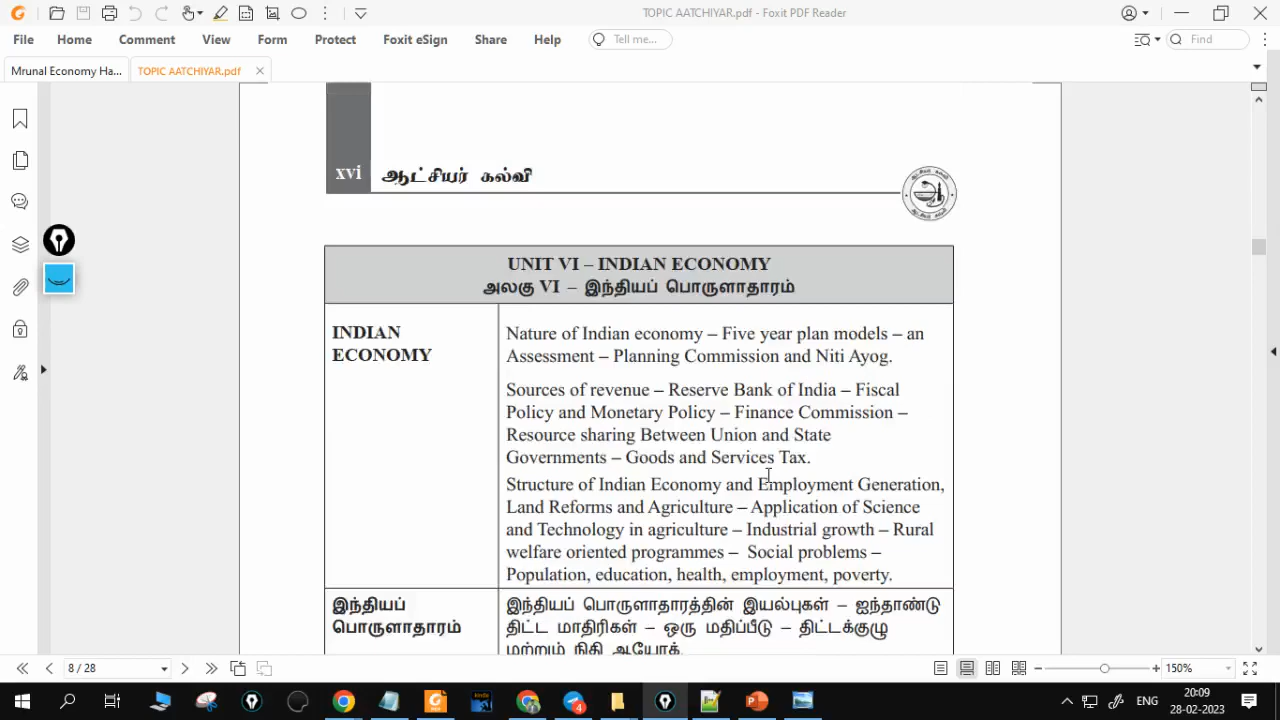 TOPIC AATCHIYAR.pdf - Foxit PDF Reader
File Home Comment View Form Protect Foxit eSign Share Help Tell me... Find
Mrunal Economy Ha... TOPIC AATCHIYAR.pdf
xvi ஆட்சியர் கல்வி
UNIT VI – INDIAN ECONOMY
அலகு VI – இந்தியப் பொருளாதாரம்
INDIAN
ECONOMY
Nature of Indian economy – Five year plan models – an
Assessment – Planning Commission and Niti Ayog.
Sources of revenue – Reserve Bank of India – Fiscal
Policy and Monetary Policy – Finance Commission –
Resource sharing Between Union and State
Governments – Goods and Services Tax.
Structure of Indian Economy and Employment Generation,
Land Reforms and Agriculture – Application of Science
and Technology in agriculture – Industrial growth – Rural
welfare oriented programmes – Social problems –
Population, education, health, employment, poverty.
இந்தியப்
பொருளாதாரம்
இந்தியப் பொருளாதாரத்தின் இயல்புகள் – ஐந்தாண்டு
திட்ட மாதிரிகள் – ஒரு மதிப்பீடு – திட்டக்குழு
மற்றும் நிதி ஆயோக்.
8 / 28 150%
4 ENG 20:09
28-02-2023